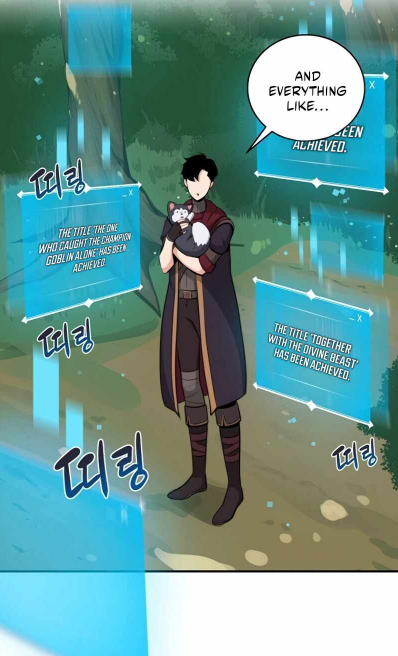 AND
EVERYTHING
LIKE...
X
BEEN
ACHIEVED.
띠링
X
THE TITLE 'THE ONE
WHO CAUGHT THE CHAMPION
GOBLIN ALONE' HAS BEEN
ACHIEVED.
띠링
X
THE TITLE 'TOGETHER
WITH THE DIVINE BEAST'
HAS BEEN ACHIEVED.
띠링
띠링